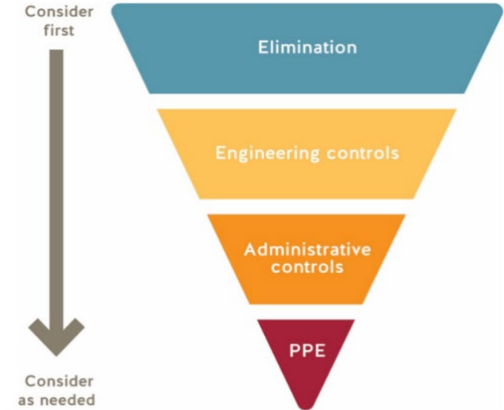 Consider
first
Elimination
Engineering controls
Administrative
controls
PPE
Consider
as needed